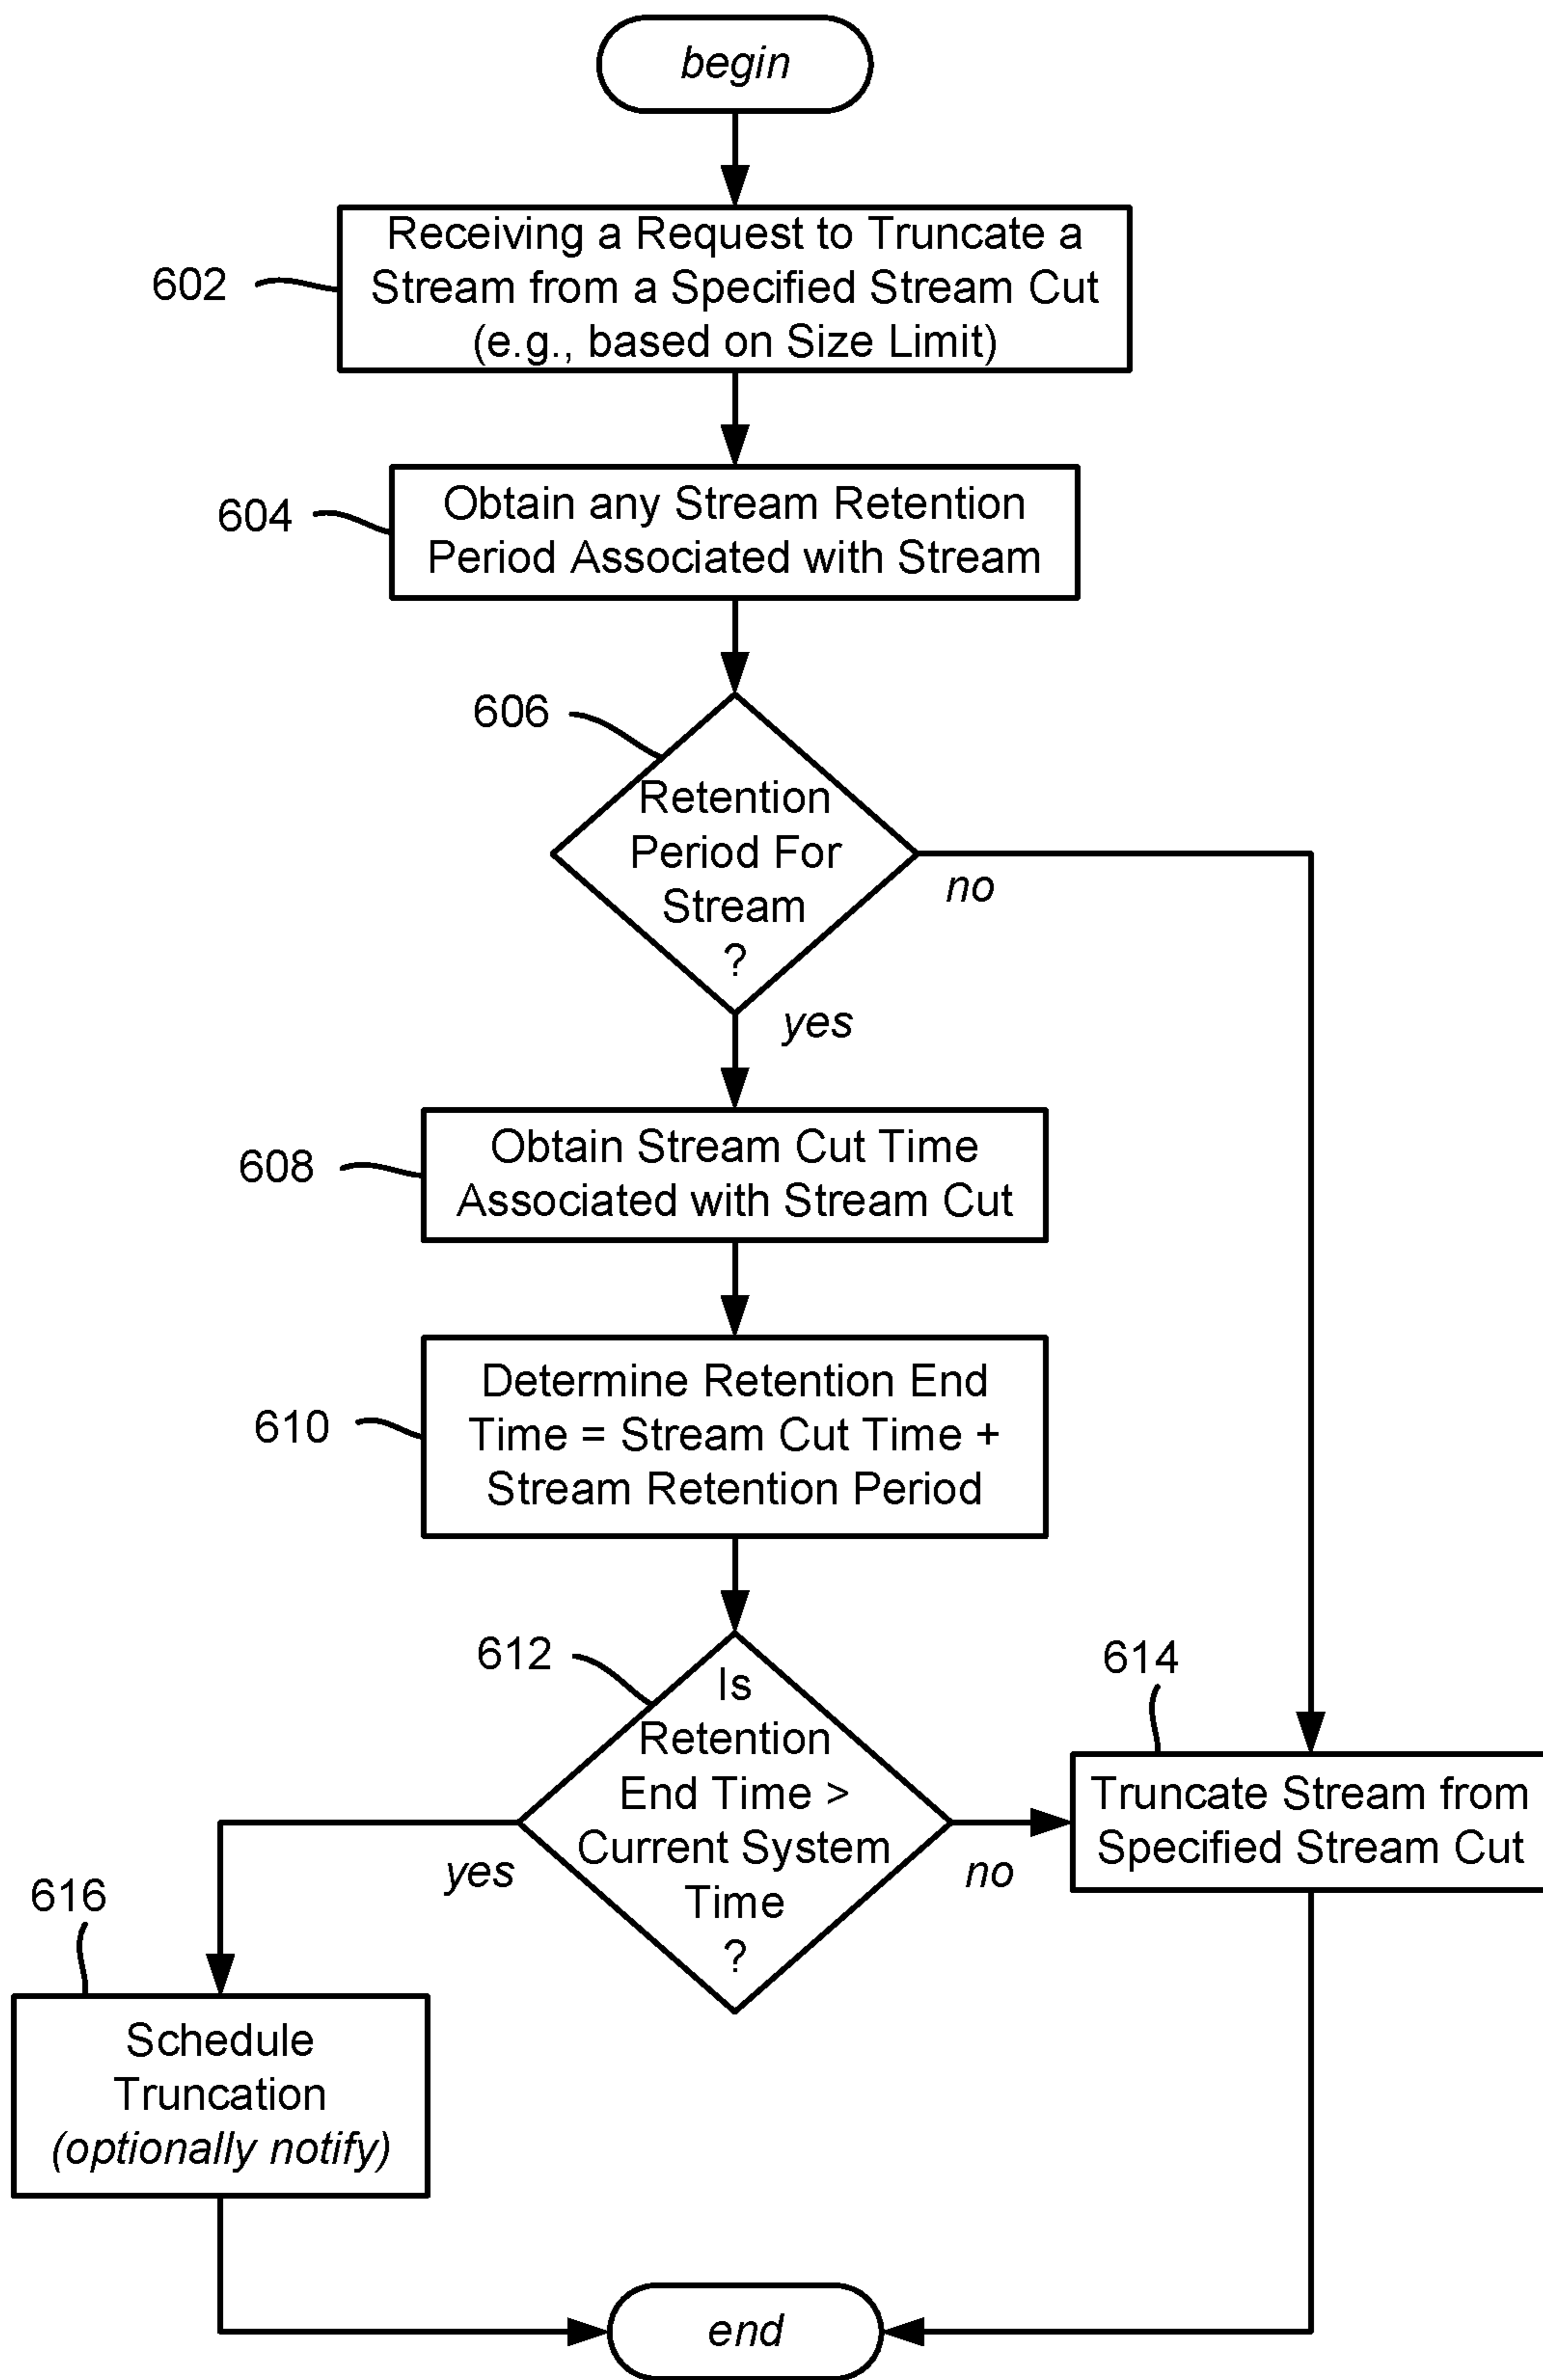 begin
602
Receiving a Request to Truncate a
Stream from a Specified Stream Cut
(e.g., based on Size Limit)
604
Obtain any Stream Retention
Period Associated with Stream
606
Retention
Period For
Stream
?
no
yes
608
Obtain Stream Cut Time
Associated with Stream Cut
610
Determine Retention End
Time = Stream Cut Time +
Stream Retention Period
612
Is
Retention
End Time >
Current System
Time
?
yes
no
614
Truncate Stream from
Specified Stream Cut
616
Schedule
Truncation
(optionally notify)
end